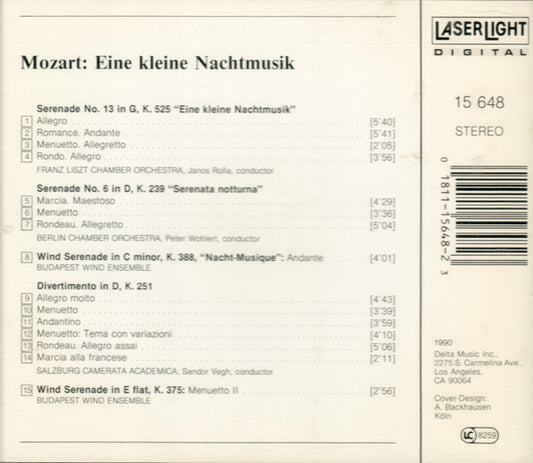 LASERLIGHT
DIGITAL
Mozart: Eine kleine Nachtmusik
15 648
STEREO
Serenade No. 13 in G, K. 525 "Eine kleine Nachtmusik"
1 Allegro [5'40]
2 Romance. Andante [5'41]
3 Menuetto. Allegretto [2'05]
4 Rondo. Allegro [3'56]
FRANZ LISZT CHAMBER ORCHESTRA, Janos Rolla, conductor
Serenade No. 6 in D, K. 239 "Serenata notturna"
5 Marcia. Maestoso [4'29]
6 Menuetto [3'36]
7 Rondeau. Allegretto [5'04]
BERLIN CHAMBER ORCHESTRA, Peter Wohlert, conductor
8 Wind Serenade in C minor, K. 388, "Nacht-Musique": Andante [4'01]
BUDAPEST WIND ENSEMBLE
Divertimento in D, K. 251
9 Allegro molto [4'43]
10 Menuetto [3'39]
11 Andantino [3'59]
12 Menuetto: Tema con variazioni [4'10]
13 Rondeau. Allegro assai [5'06]
14 Marcia alla francese [2'11]
SALZBURG CAMERATA ACADEMICA, Sandor Vegh, conductor
15 Wind Serenade in E flat, K. 375: Menuetto II [2'56]
BUDAPEST WIND ENSEMBLE
0 1811-15648-2 3
1990
Delta Music Inc.,
2275 S. Carmelina Ave.,
Los Angeles,
CA 90064
Cover-Design:
A. Backhausen
Köln
LC 8259